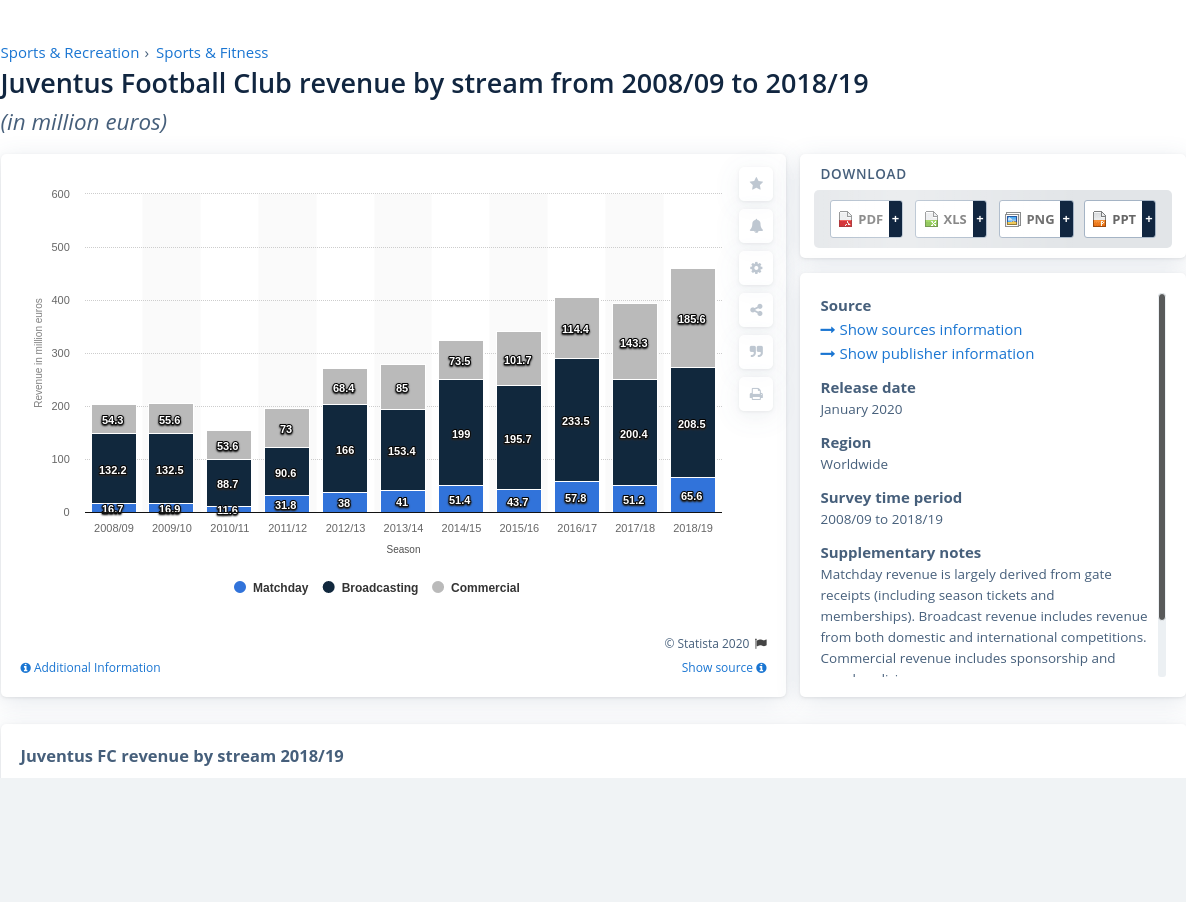 Sports & Recreation › Sports & Fitness
Juventus Football Club revenue by stream from 2008/09 to 2018/19
(in million euros)
600
500
400
300
200
100
0
Revenue in million euros
54.3 55.6 53.6 73 68.4 85 73.5 101.7 114.4 143.3 185.6
132.2 132.5 88.7 90.6 166 153.4 199 195.7 233.5 200.4 208.5
16.7 16.9 11.6 31.8 38 41 51.4 43.7 57.8 51.2 65.6
2008/09 2009/10 2010/11 2011/12 2012/13 2013/14 2014/15 2015/16 2016/17 2017/18 2018/19
Season
Matchday Broadcasting Commercial
© Statista 2020
Additional Information
Show source
DOWNLOAD
PDF + XLS + PNG + PPT +
Source
Show sources information
Show publisher information
Release date
January 2020
Region
Worldwide
Survey time period
2008/09 to 2018/19
Supplementary notes
Matchday revenue is largely derived from gate
receipts (including season tickets and
memberships). Broadcast revenue includes revenue
from both domestic and international competitions.
Commercial revenue includes sponsorship and
Juventus FC revenue by stream 2018/19